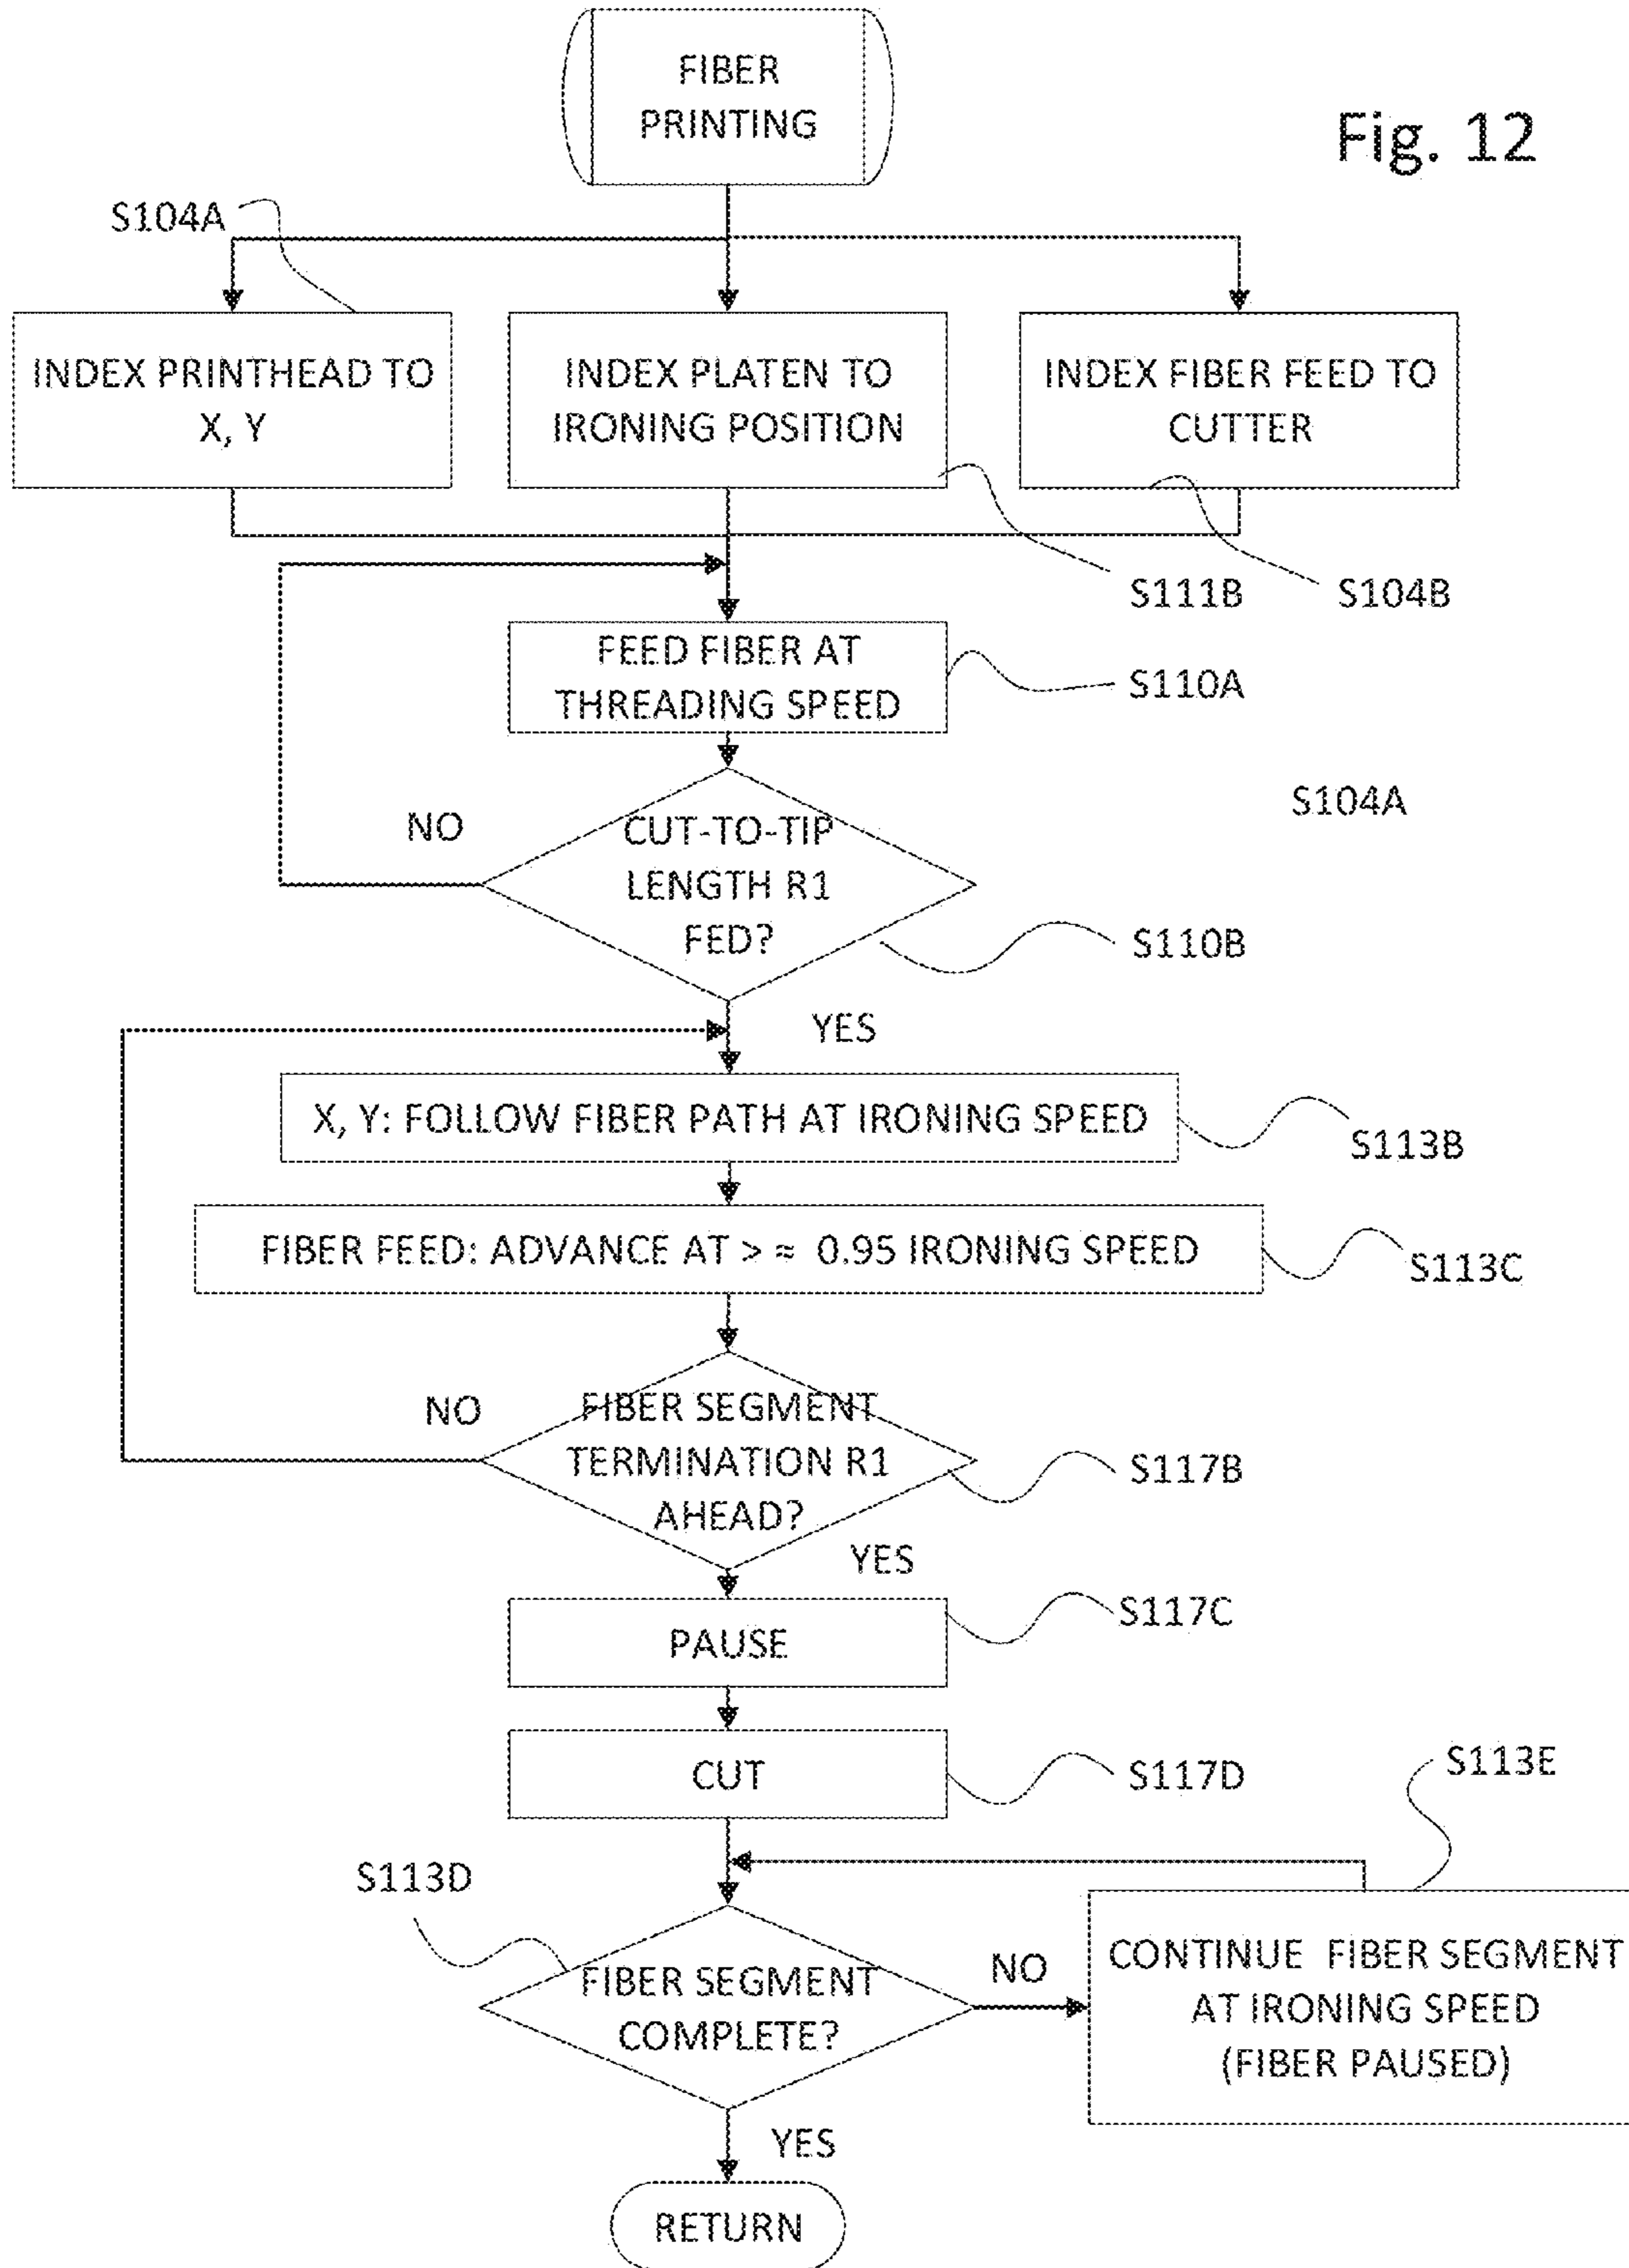 FIBER
PRINTING
Fig. 12
S104A
INDEX PRINTHEAD TO
X, Y
INDEX PLATEN TO
IRONING POSITION
INDEX FIBER FEED TO
CUTTER
S111B
S104B
FEED FIBER AT
THREADING SPEED
S110A
S104A
NO
CUT-TO-TIP
LENGTH R1
FED?
S110B
YES
X, Y: FOLLOW FIBER PATH AT IRONING SPEED
S113B
FIBER FEED: ADVANCE AT > ≈ 0.95 IRONING SPEED
S113C
NO
FIBER SEGMENT
TERMINATION R1
AHEAD?
S117B
YES
PAUSE
S117C
CUT
S117D
S113E
S113D
FIBER SEGMENT
COMPLETE?
NO
CONTINUE FIBER SEGMENT
AT IRONING SPEED
(FIBER PAUSED)
YES
RETURN